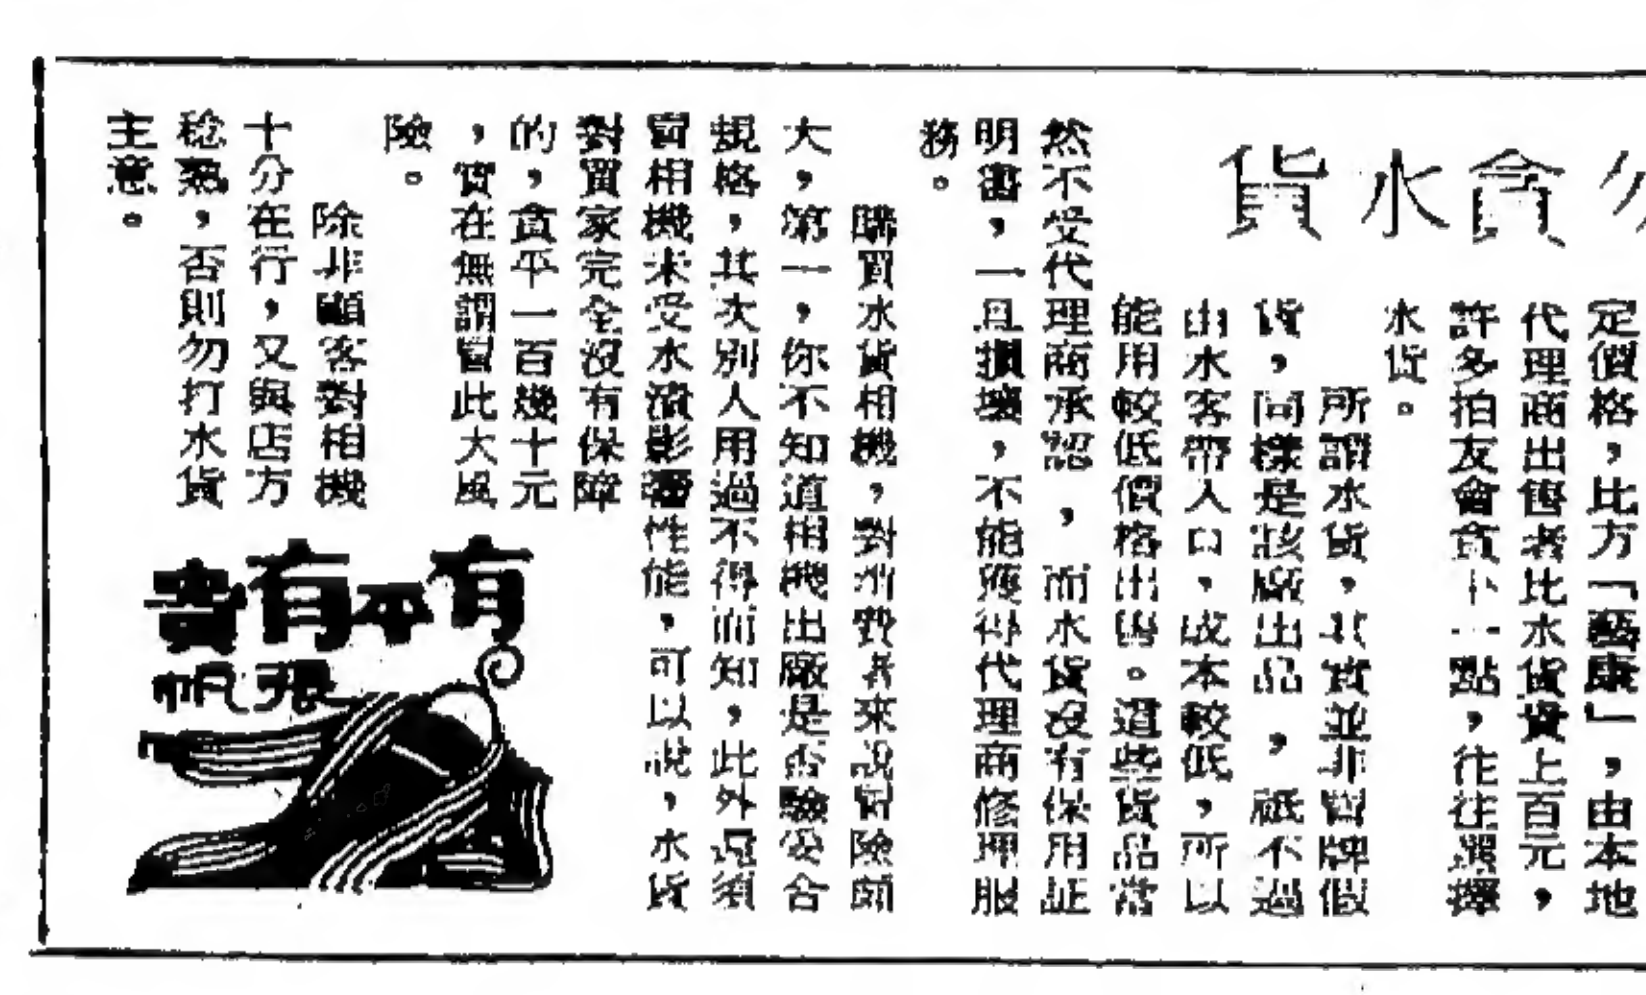 勿貪水貨
定價格，比方「藝康」，由本地
代理商出售者比水貨貴上百元，
許多拍友會貪平一點，往往選擇
水貨。
所謂水貨，其實並非冒牌假
貨，同樣是該廠出品，祗不過
由水客帶入口，成本較低，所以
能用較低價格出售。這些貨品當
然不受代理商承認，而水貨沒有保用証
明書，一旦損壞，不能獲得代理商修理服
務。
購買水貨相機，對消費者來說冒險頗
大，第一，你不知道相機出廠是否驗妥合
規格，其次別人用過不得而知，此外還須
冒相機未受水漬影響性能，可以說，水貨
對買家完全沒有保障
的，貪平一百幾十元
，實在無謂冒此大風
險。
除非顧客對相機
十分在行，又與店方
稔熟，否則勿打水貨
主意。
有平有貴
張帆